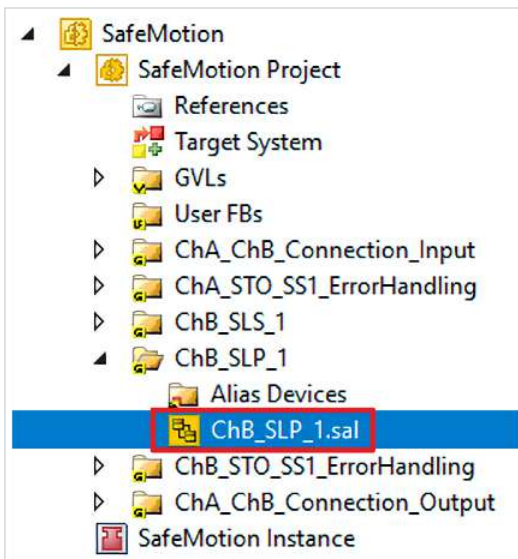 SafeMotion
SafeMotion Project
References
Target System
GVLs
User FBs
ChA_ChB_Connection_Input
ChA_STO_SS1_ErrorHandling
ChB_SLS_1
ChB_SLP_1
Alias Devices
ChB_SLP_1.sal
ChB_STO_SS1_ErrorHandling
ChA_ChB_Connection_Output
SafeMotion Instance